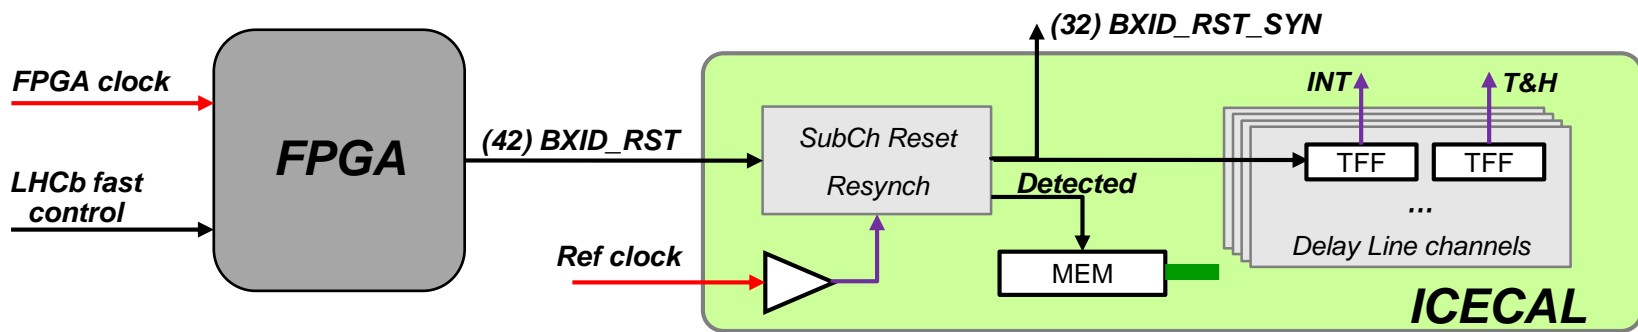 FPGA clock
LHCb fast
control
FPGA
(42) BXID_RST
Ref clock
(32) BXID_RST_SYN
SubCh Reset
Resynch
Detected
MEM
INT
T&H
TFF
TFF
...
Delay Line channels
ICECAL